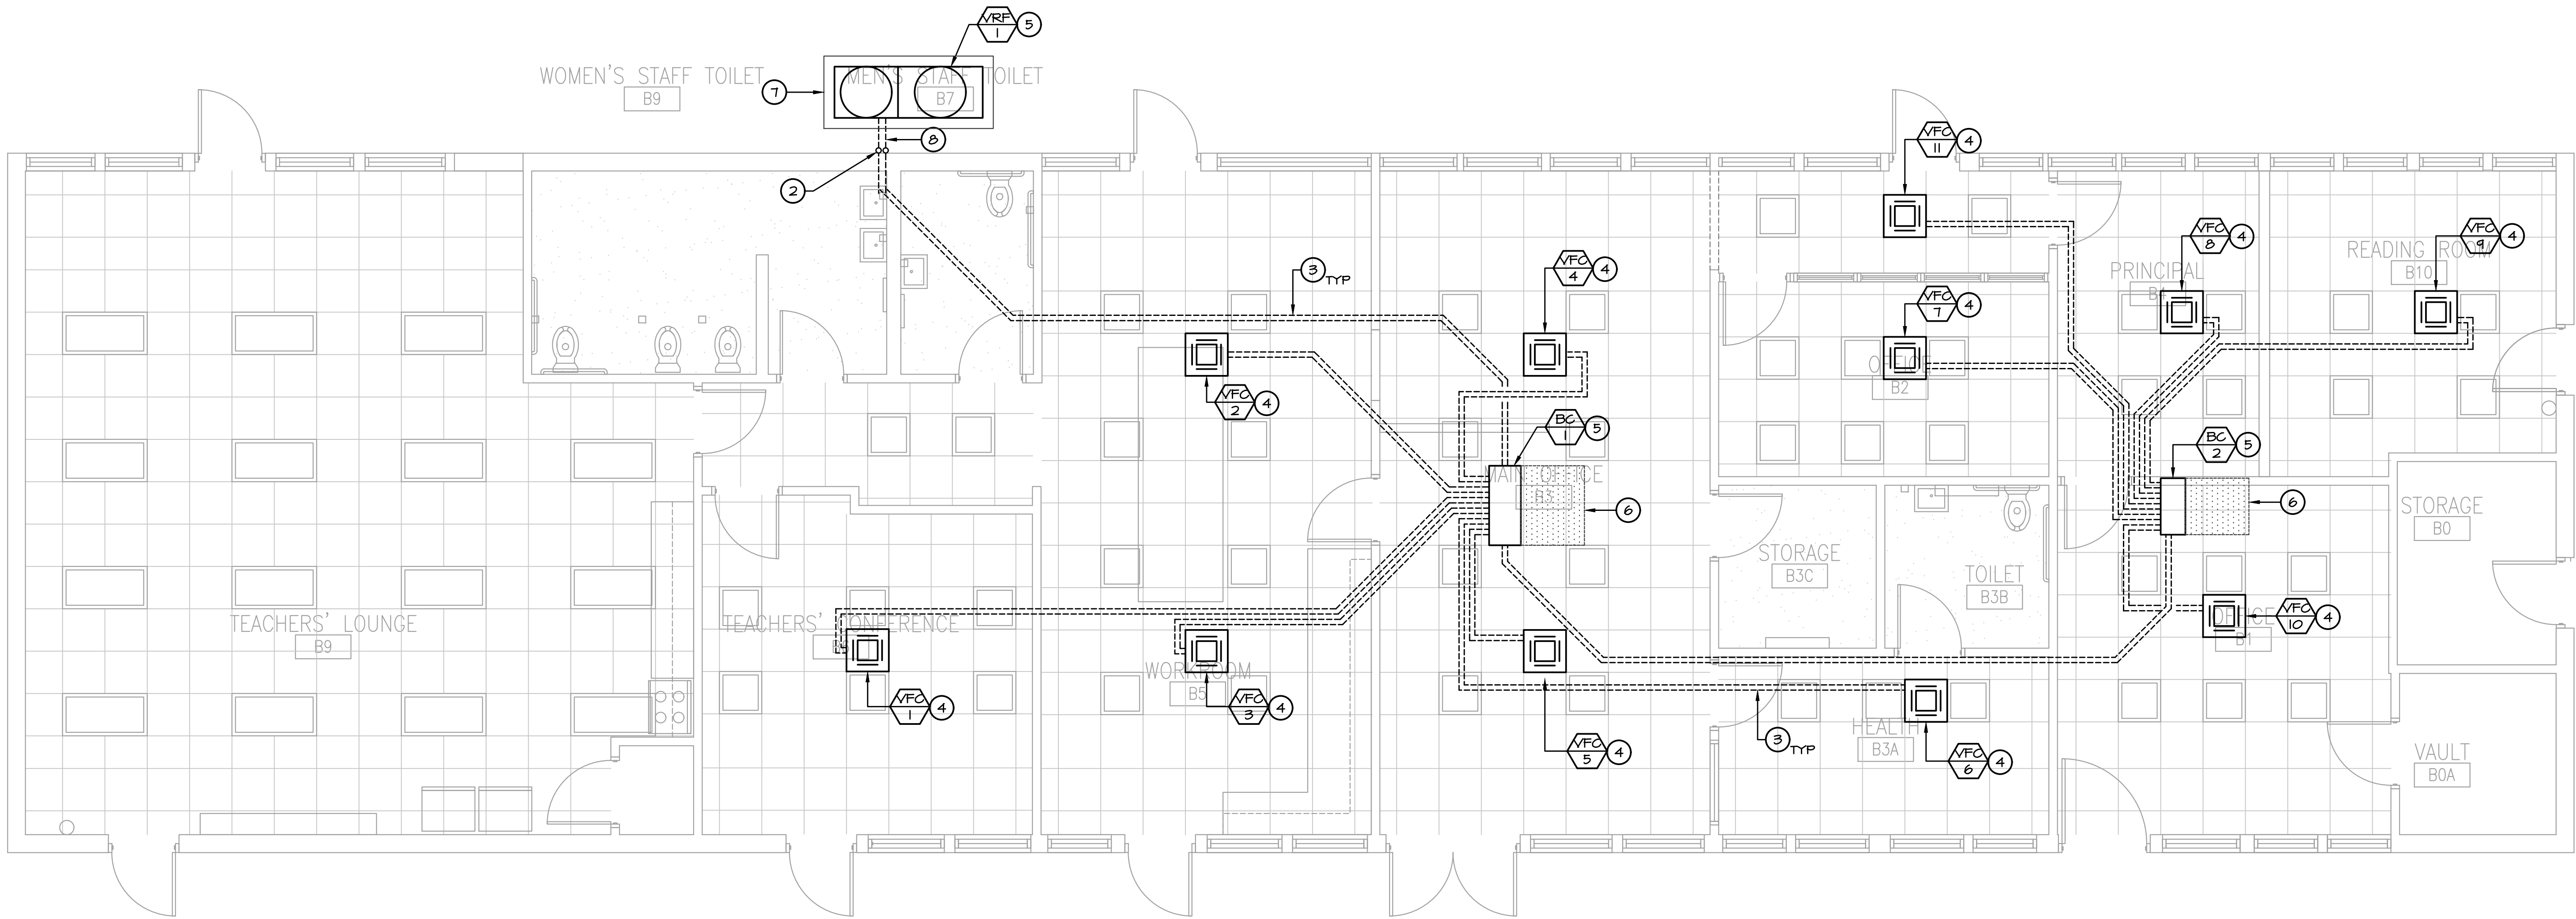 VRF
1
5
WOMEN'S STAFF TOILET
B9
MEN'S STAFF TOILET
B7
7
8
2
VFC
11
4
VFC
8
4
VFC
9
4
READING ROOM
B10
PRINCIPAL
B4
3
TYP
VFC
4
4
VFC
7
4
OFFICE
B2
VFC
2
4
BC
1
5
BC
2
5
MAIN OFFICE
B3
6
6
STORAGE
B0
STORAGE
B3C
TOILET
B3B
TEACHERS' LOUNGE
B9
TEACHERS' CONFERENCE
VFC
10
4
OFFICE
B1
WORKROOM
B5
VFC
1
4
VFC
3
4
VFC
5
4
3
TYP
HEALTH
B3A
VFC
6
4
VAULT
B0A